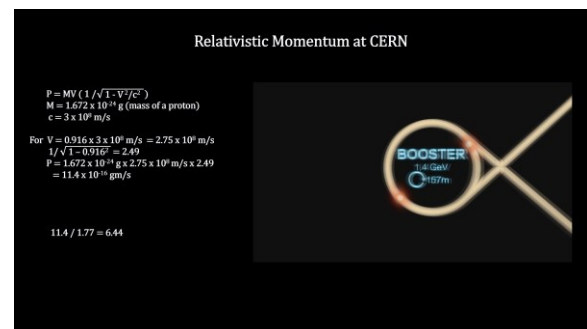 Relativistic Momentum at CERN
P = MV ( 1 /√1 - V²/c² )
M = 1.672 x 10⁻²⁴ g (mass of a proton)
c = 3 x 10⁸ m/s
For V = 0.916 x 3 x 10⁸ m/s = 2.75 x 10⁸ m/s
1/ √1 – 0.916² = 2.49
P = 1.672 x 10⁻²⁴ g x 2.75 x 10⁸ m/s x 2.49
= 11.4 x 10⁻¹⁶ gm/s
11.4 / 1.77 = 6.44
BOOSTER
1.4 GeV
157m